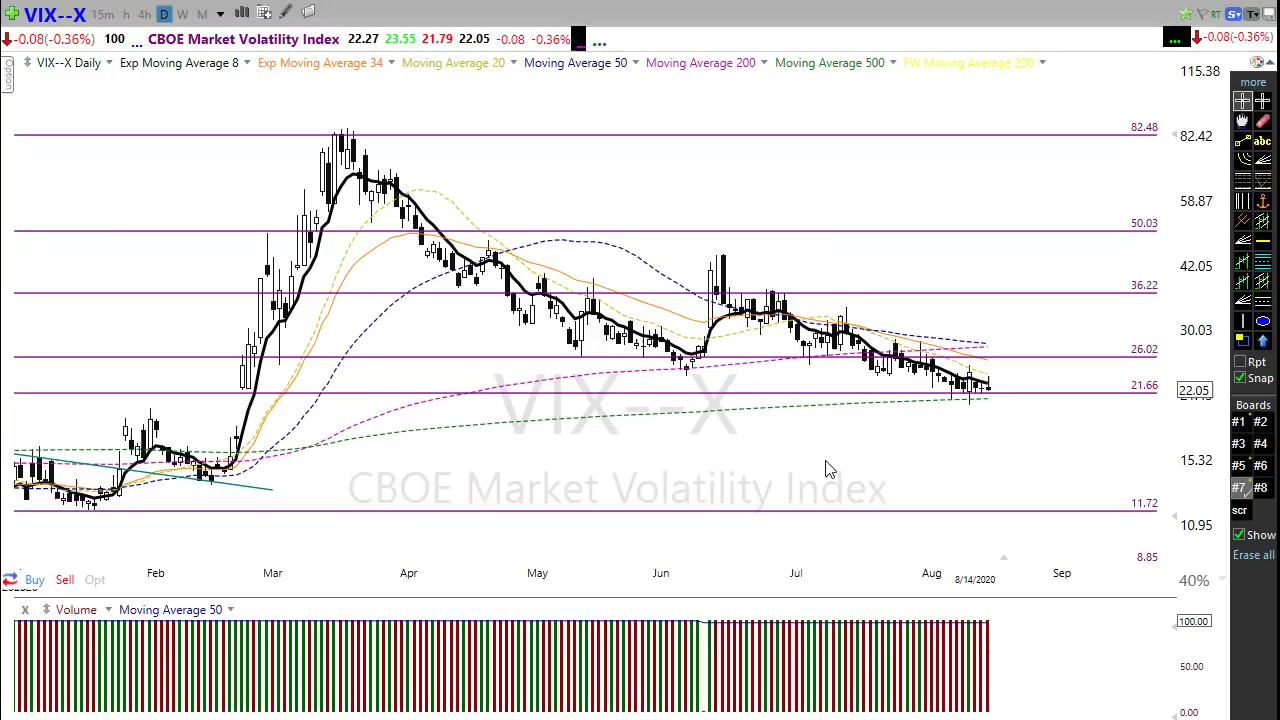 VIX--X 15m h 4h D W M RT S T
-0.08(-0.36%) 100 ... CBOE Market Volatility Index 22.27 23.55 21.79 22.05 -0.08 -0.36% ... ... -0.08(-0.36%)
Option VIX--X Daily Exp Moving Average 8 Exp Moving Average 34 Moving Average 20 Moving Average 50 Moving Average 200 Moving Average 500 FW Moving Average 200
115.38
more
82.48
82.42
abc
58.87
50.03
42.05
36.22
30.03
26.02
Rpt
Snap
21.66
22.05
VIX--X
Boards
#1 #2
#3 #4
15.32
#5 #6
CBOE Market Volatility Index
#7 #8
11.72
scr
10.95
Show
8.85
Erase all
Feb Mar Apr May Jun Jul Aug 8/14/2020 Sep
Buy Sell Opt 40%
X Volume Moving Average 50
100.00
50.00
0.00